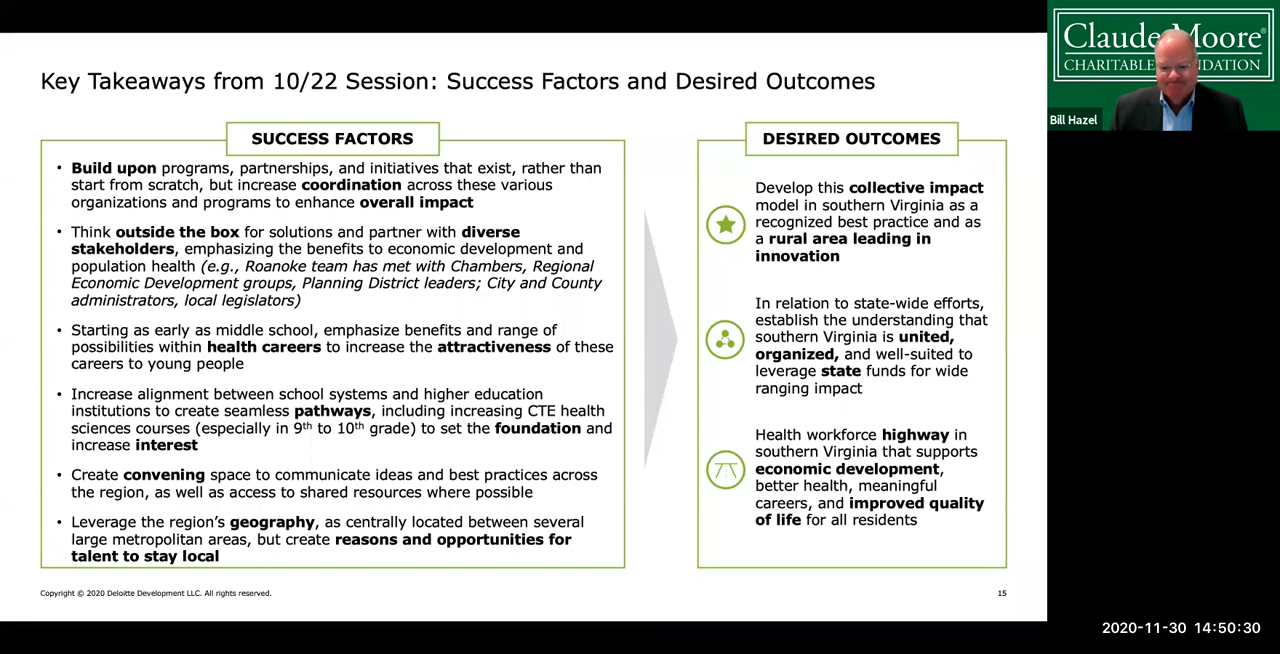 Key Takeaways from 10/22 Session: Success Factors and Desired Outcomes
SUCCESS FACTORS
• Build upon programs, partnerships, and initiatives that exist, rather than
start from scratch, but increase coordination across these various
organizations and programs to enhance overall impact
• Think outside the box for solutions and partner with diverse
stakeholders, emphasizing the benefits to economic development and
population health (e.g., Roanoke team has met with Chambers, Regional
Economic Development groups, Planning District leaders; City and County
administrators, local legislators)
• Starting as early as middle school, emphasize benefits and range of
possibilities within health careers to increase the attractiveness of these
careers to young people
• Increase alignment between school systems and higher education
institutions to create seamless pathways, including increasing CTE health
sciences courses (especially in 9th to 10th grade) to set the foundation and
increase interest
• Create convening space to communicate ideas and best practices across
the region, as well as access to shared resources where possible
• Leverage the region's geography, as centrally located between several
large metropolitan areas, but create reasons and opportunities for
talent to stay local
DESIRED OUTCOMES
Develop this collective impact
model in southern Virginia as a
recognized best practice and as
a rural area leading in
innovation
In relation to state-wide efforts,
establish the understanding that
southern Virginia is united,
organized, and well-suited to
leverage state funds for wide
ranging impact
Health workforce highway in
southern Virginia that supports
economic development,
better health, meaningful
careers, and improved quality
of life for all residents
Copyright © 2020 Deloitte Development LLC. All rights reserved.
15
Claude Moore®
CHARITABLE NDATION
Bill Hazel
2020-11-30 14:50:30